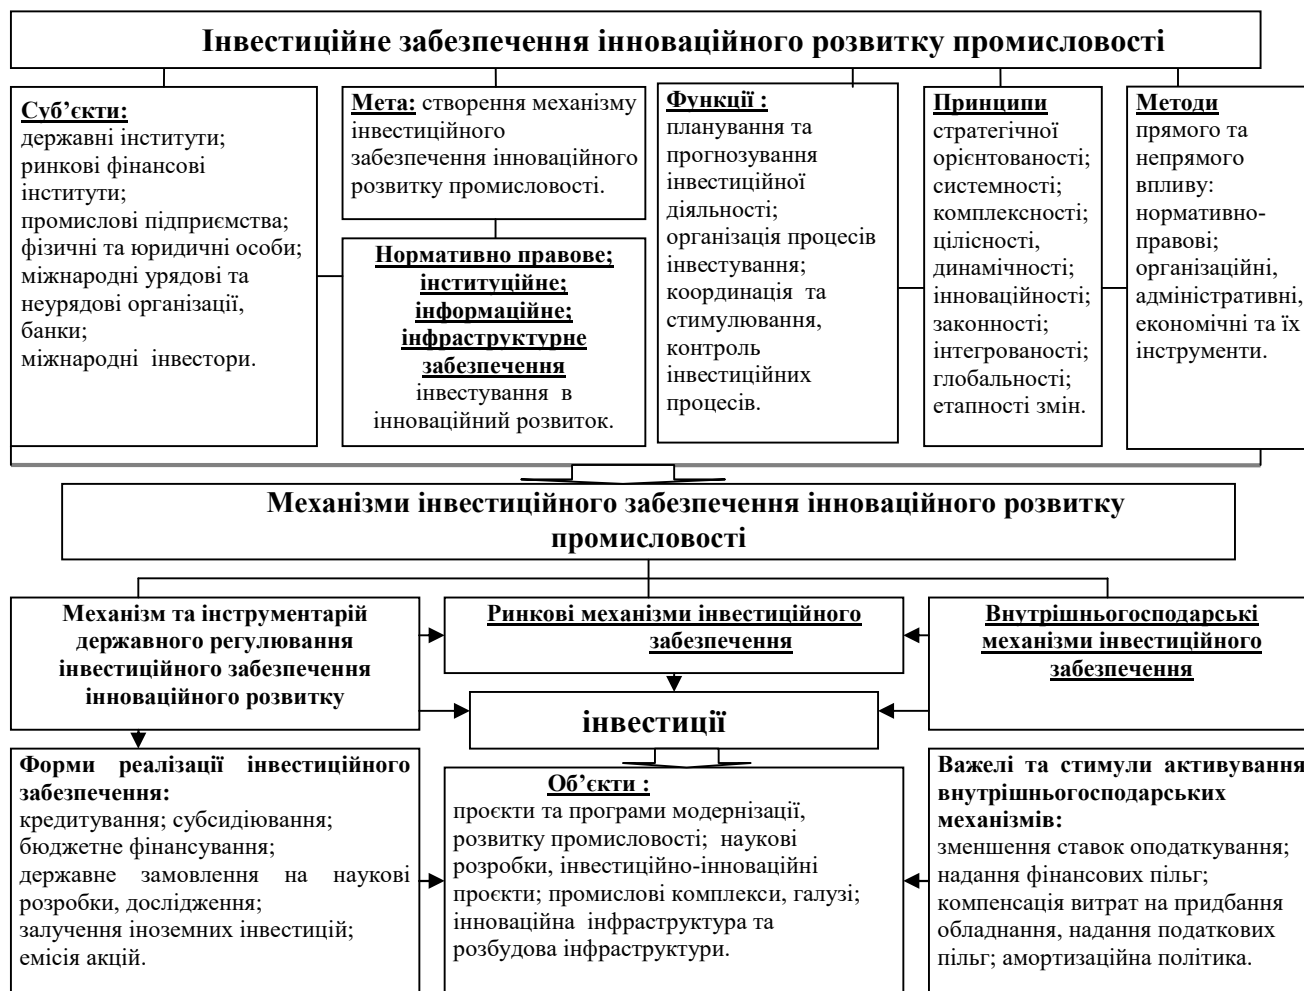 Інвестиційне забезпечення інноваційного розвитку промисловості
Суб’єкти:
державні інститути;
ринкові фінансові
інститути;
промислові підприємства;
фізичні та юридичні особи;
міжнародні урядові та
неурядові організації,
банки;
міжнародні інвестори.
Мета: створення механізму
інвестиційного
забезпечення інноваційного
розвитку промисловості.
Нормативно правове;
інституційне;
інформаційне;
інфраструктурне
забезпечення
інвестування в
інноваційний розвиток.
Функції :
планування та
прогнозування
інвестиційної
діяльності;
організація процесів
інвестування;
координація та
стимулювання,
контроль
інвестиційних
процесів.
Принципи
стратегічної
орієнтованості;
системності;
комплексності;
цілісності,
динамічності;
інноваційності;
законності;
інтегрованості;
глобальності;
етапності змін.
Методи
прямого та
непрямого
впливу:
нормативно-
правові;
організаційні,
адміністративні,
економічні та їх
інструменти.
Механізми інвестиційного забезпечення інноваційного розвитку
промисловості
Механізм та інструментарій
державного регулювання
інвестиційного забезпечення
інноваційного розвитку
Ринкові механізми інвестиційного
забезпечення
Внутрішньогосподарські
механізми інвестиційного
забезпечення
інвестиції
Форми реалізації інвестиційного
забезпечення:
кредитування; субсидіювання;
бюджетне фінансування;
державне замовлення на наукові
розробки, дослідження;
залучення іноземних інвестицій;
емісія акцій.
Об’єкти :
проєкти та програми модернізації,
розвитку промисловості; наукові
розробки, інвестиційно-інноваційні
проєкти; промислові комплекси, галузі;
інноваційна інфраструктура та
розбудова інфраструктури.
Важелі та стимули активування
внутрішньогосподарських
механізмів:
зменшення ставок оподаткування;
надання фінансових пільг;
компенсація витрат на придбання
обладнання, надання податкових
пільг; амортизаційна політика.